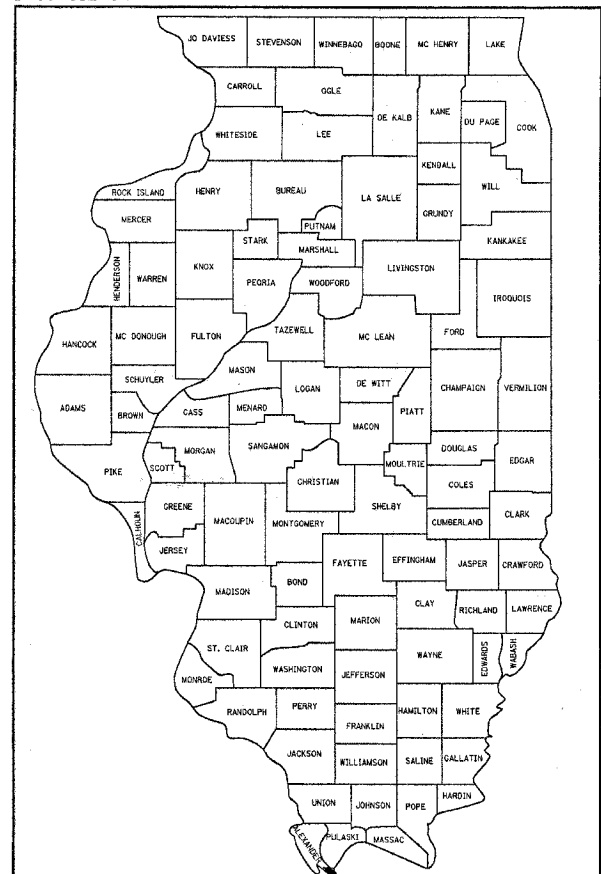 JO DAVIESS
STEVENSON
WINNEBAGO
BOONE
MC HENRY
LAKE
CARROLL
OGLE
DE KALB
KANE
DU PAGE
COOK
WHITESIDE
LEE
KENDALL
WILL
ROCK ISLAND
HENRY
BUREAU
LA SALLE
GRUNDY
MERCER
PUTNAM
KANKAKEE
STARK
MARSHALL
LIVINGSTON
HENDERSON
WARREN
KNOX
PEORIA
WOODFORD
IROQUOIS
HANCOCK
MC DONOUGH
FULTON
TAZEWELL
MC LEAN
FORD
MASON
SCHUYLER
LOGAN
DE WITT
CHAMPAIGN
VERMILION
ADAMS
BROWN
CASS
MENARD
PIATT
MACON
MORGAN
SANGAMON
DOUGLAS
EDGAR
PIKE
SCOTT
MOULTRIE
CHRISTIAN
COLES
GREENE
MACOUPIN
SHELBY
CLARK
CALHOUN
MONTGOMERY
CUMBERLAND
JERSEY
FAYETTE
EFFINGHAM
JASPER
CRAWFORD
MADISON
BOND
CLAY
RICHLAND
LAWRENCE
CLINTON
MARION
ST. CLAIR
WAYNE
EDWARDS
WABASH
WASHINGTON
JEFFERSON
MONROE
RANDOLPH
PERRY
HAMILTON
WHITE
FRANKLIN
JACKSON
WILLIAMSON
SALINE
GALLATIN
UNION
JOHNSON
POPE
HARDIN
ALEXANDER
PULASKI
MASSAC